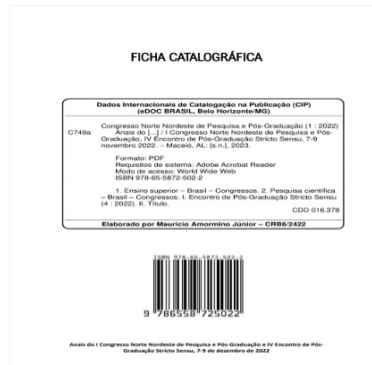 FICHA CATALOGRÁFICA
Dados Internacionais de Catalogação na Publicação (CIP)
(eDOC BRASIL, Belo Horizonte/MG)
Congresso Norte Nordeste de Pesquisa e Pós-Graduação (1 : 2022)
C749a Anais do [...] / I Congresso Norte Nordeste de Pesquisa e Pós-
Graduação, IV Encontro de Pós-Graduação Stricto Sensu, 7-9
novembro 2022. – Maceió, AL: [s.n.], 2023.
Formato: PDF
Requisitos de sistema: Adobe Acrobat Reader
Modo de acesso: World Wide Web
ISBN 978-65-5872-502-2
1. Ensino superior – Brasil – Congressos. 2. Pesquisa científica
– Brasil – Congressos. I. Encontro de Pós-Graduação Stricto Sensu
(4 : 2022). II. Título.
CDD 016.378
Elaborado por Maurício Amormino Júnior – CRB6/2422
ISBN 978-65-5872-502-2
9 786558 725022
Anais do I Congresso Norte Nordeste de Pesquisa e Pós-Graduação e IV Encontro de Pós-
Graduação Stricto Sensu, 7-9 de dezembro de 2022